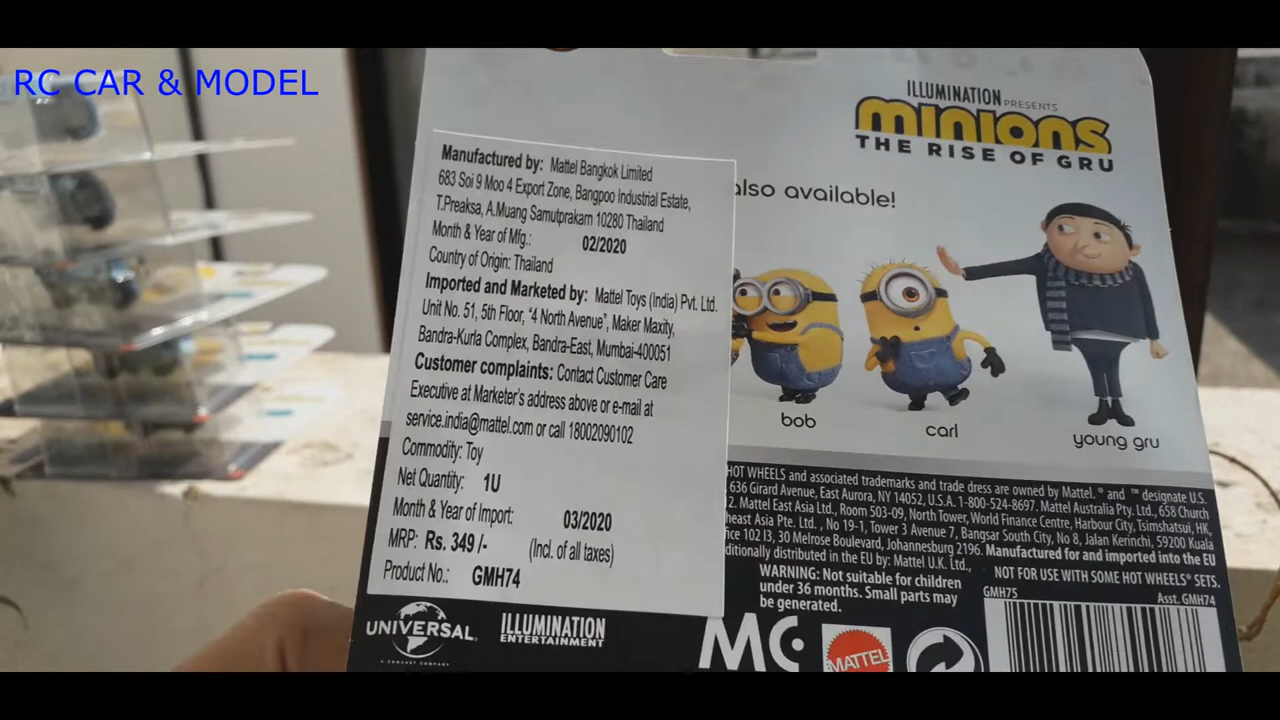 RC CAR & MODEL
ILLUMINATION PRESENTS
minions
THE RISE OF GRU
also available!
bob
carl
young gru
Manufactured by: Mattel Bangkok Limited
683 Soi 9 Moo 4 Export Zone, Bangpoo Industrial Estate,
T.Preaksa, A.Muang Samutprakarn 10280 Thailand
Month & Year of Mfg.: 02/2020
Country of Origin: Thailand
Imported and Marketed by: Mattel Toys (India) Pvt. Ltd.
Unit No. 51, 5th Floor, "4 North Avenue", Maker Maxity,
Bandra-Kurla Complex, Bandra-East, Mumbai-400051
Customer complaints: Contact Customer Care
Executive at Marketer's address above or e-mail at
service.india@mattel.com or call 18002090102
Commodity: Toy
Net Quantity: 1U
Month & Year of Import: 03/2020
MRP: Rs. 349 /- (Incl. of all taxes)
Product No.: GMH74
HOT WHEELS and associated trademarks and trade dress are owned by Mattel. ® and ™ designate U.S.
636 Girard Avenue, East Aurora, NY 14052, U.S.A. 1-800-524-8697. Mattel Australia Pty. Ltd., 658 Church
2. Mattel East Asia Ltd., Room 503-09, North Tower, World Finance Centre, Harbour City, Tsimshatsui, HK,
heast Asia Pte. Ltd., No 19-1, Tower 3 Avenue 7, Bangsar South City, No 8, Jalan Kerinchi, 59200 Kuala
ice 102 I3, 30 Melrose Boulevard, Johannesburg 2196. Manufactured for and imported into the EU
ditionally distributed in the EU by: Mattel U.K. Ltd.,
WARNING: Not suitable for children
under 36 months. Small parts may
be generated.
NOT FOR USE WITH SOME HOT WHEELS® SETS.
GMH75 Asst. GMH74
UNIVERSAL
A COMCAST COMPANY
ILLUMINATION
ENTERTAINMENT
MC
MATTEL